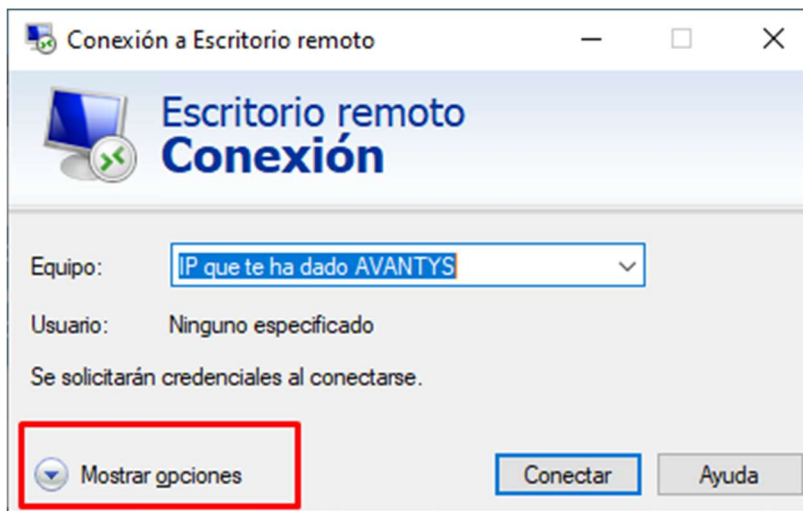 Conexión a Escritorio remoto
Escritorio remoto
Conexión
Equipo: IP que te ha dado AVANTYS
Usuario: Ninguno especificado
Se solicitarán credenciales al conectarse.
Mostrar opciones Conectar Ayuda